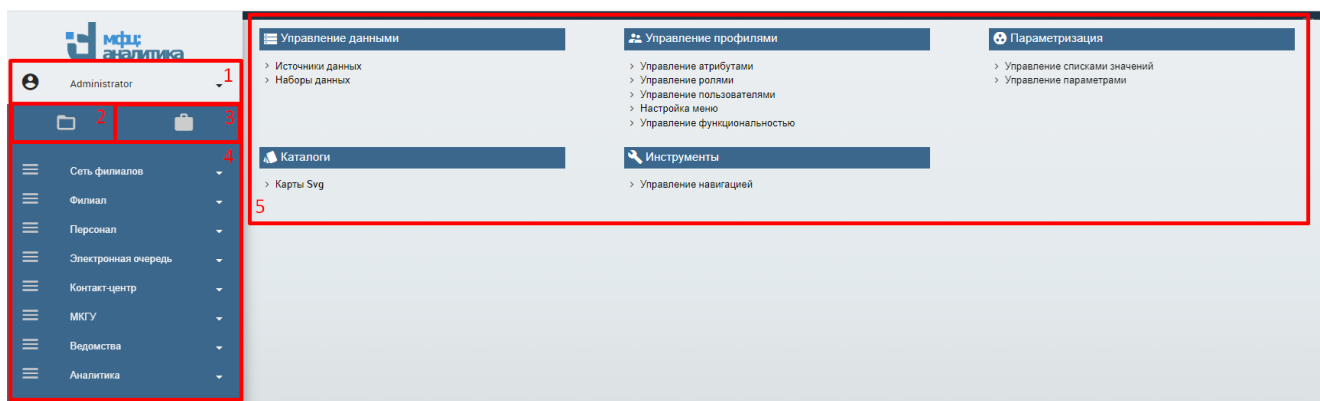 мфц:
аналитика
Administrator
1
2
3
4
Сеть филиалов
Филиал
Персонал
Электронная очередь
Контакт-центр
МКГУ
Ведомства
Аналитика
Управление данными
> Источники данных
> Наборы данных
Управление профилями
> Управление атрибутами
> Управление ролями
> Управление пользователями
> Настройка меню
> Управление функциональностью
Параметризация
> Управление списками значений
> Управление параметрами
Каталоги
> Карты Svg
Инструменты
> Управление навигацией
5